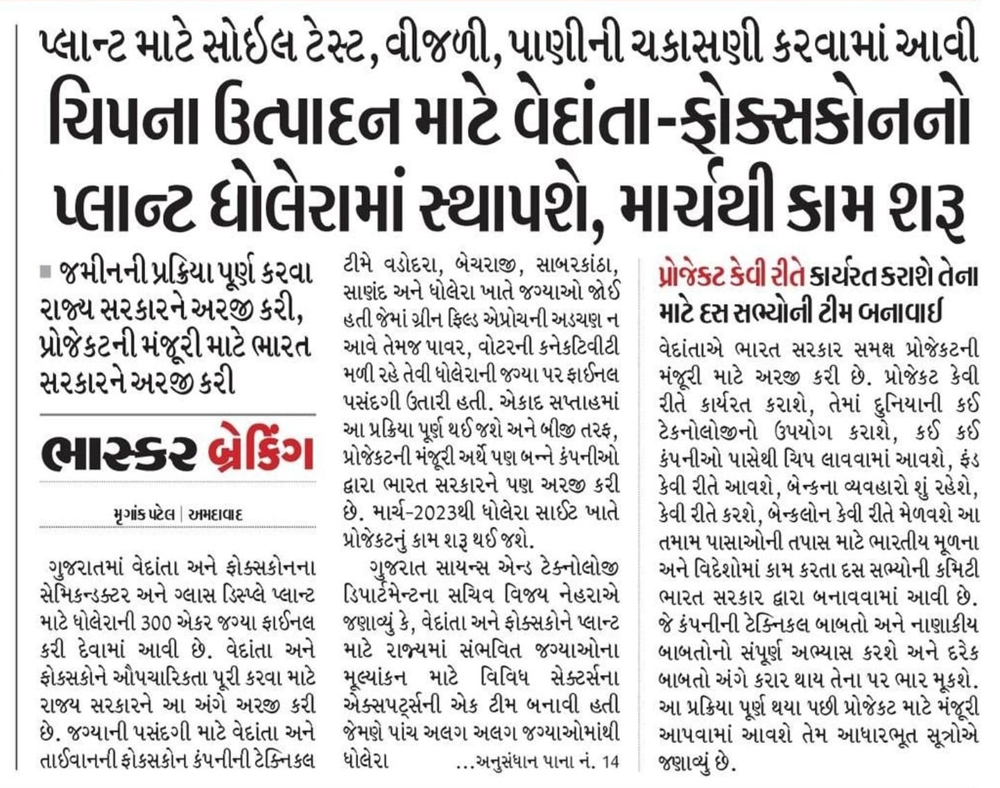 પ્લાન્ટ માટે સોઇલ ટેસ્ટ, વીજળી, પાણીની ચકાસણી કરવામાં આવી
ચિપના ઉત્પાદન માટે વેદાંતા-ફોક્સકોનનો
પ્લાન્ટ ધોલેરામાં સ્થાપશે, માર્ચથી કામ શરૂ
જમીનની પ્રક્રિયા પૂર્ણ કરવા
રાજ્ય સરકારને અરજી કરી,
પ્રોજેકટની મંજૂરી માટે ભારત
સરકારને અરજી કરી
ભાસ્કર બ્રેકિંગ
મૃગાંક પટેલ | અમદાવાદ
ગુજરાતમાં વેદાંતા અને ફોક્સકોનના
સેમિકન્ડક્ટર અને ગ્લાસ ડિસ્પ્લે પ્લાન્ટ
માટે ધોલેરાની 300 એકર જગ્યા ફાઈનલ
કરી દેવામાં આવી છે. વેદાંતા અને
ફોક્સકોને ઔપચારિકતા પૂરી કરવા માટે
રાજ્ય સરકારને આ અંગે અરજી કરી
છે. જગ્યાની પસંદગી માટે વેદાંતા અને
તાઈવાનની ફોકસકોન કંપનીની ટેક્નિકલ
ટીમે વડોદરા, બેચરાજી, સાબરકાંઠા,
સાણંદ અને ધોલેરા ખાતે જગ્યાઓ જોઈ
હતી જેમાં ગ્રીન ફિલ્ડ એપ્રોચની અડચણ ન
આવે તેમજ પાવર, વોટરની કનેકટિવીટી
મળી રહે તેવી ધોલેરાની જગ્યા પર ફાઈનલ
પસંદગી ઉતારી હતી. એકાદ સપ્તાહમાં
આ પ્રક્રિયા પૂર્ણ થઈ જશે અને બીજી તરફ,
પ્રોજેકટની મંજૂરી અર્થે પણ બન્ને કંપનીઓ
દ્વારા ભારત સરકારને પણ અરજી કરી
છે. માર્ચ-2023થી ધોલેરા સાઈટ ખાતે
પ્રોજેકટનું કામ શરૂ થઈ જશે.
ગુજરાત સાયન્સ એન્ડ ટેક્નોલોજી
ડિપાર્ટમેન્ટના સચિવ વિજય નેહરાએ
જણાવ્યું કે, વેદાંતા અને ફોક્સકોને પ્લાન્ટ
માટે રાજ્યમાં સંભવિત જગ્યાઓના
મૂલ્યાંકન માટે વિવિધ સેક્ટર્સના
એક્સપર્ટ્સની એક ટીમ બનાવી હતી
જેમણે પાંચ અલગ અલગ જગ્યાઓમાંથી
ધોલેરા ...અનુસંધાન પાના નં. 14
પ્રોજેકટ કેવી રીતે કાર્યરત કરાશે તેના
માટે દસ સભ્યોની ટીમ બનાવાઈ
વેદાંતાએ ભારત સરકાર સમક્ષ પ્રોજેકટની
મંજૂરી માટે અરજી કરી છે. પ્રોજેકટ કેવી
રીતે કાર્યરત કરાશે, તેમાં દુનિયાની કઈ
ટેકનોલોજીનો ઉપયોગ કરાશે, કઈ કઈ
કંપનીઓ પાસેથી ચિપ લાવવામાં આવશે, ફંડ
કેવી રીતે આવશે, બેન્કના વ્યવહારો શું રહેશે,
કેવી રીતે કરશે, બેન્કલોન કેવી રીતે મેળવશે આ
તમામ પાસાઓની તપાસ માટે ભારતીય મૂળના
અને વિદેશોમાં કામ કરતા દસ સભ્યોની કમિટી
ભારત સરકાર દ્વારા બનાવવામાં આવી છે.
જે કંપનીની ટેક્નિકલ બાબતો અને નાણાકીય
બાબતોનો સંપૂર્ણ અભ્યાસ કરશે અને દરેક
બાબતો અંગે કરાર થાય તેના પર ભાર મૂકશે.
આ પ્રક્રિયા પૂર્ણ થયા પછી પ્રોજેકટ માટે મંજૂરી
આપવામાં આવશે તેમ આધારભૂત સૂત્રોએ
જણાવ્યું છે.